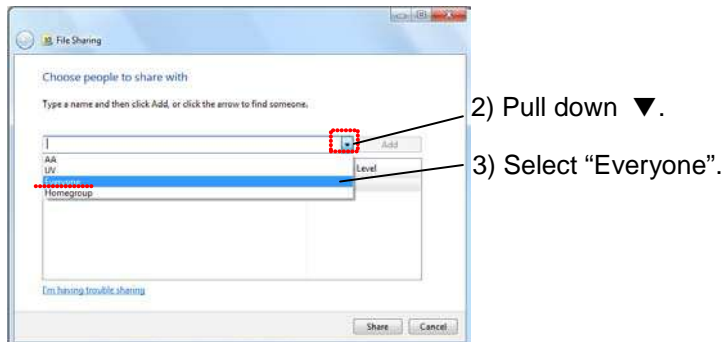 File Sharing
Choose people to share with
Type a name and then click Add, or click the arrow to find someone.
2) Pull down ▼.
Add
AA
UV
Level
3) Select “Everyone”.
Everyone
Homegroup
I'm having trouble sharing
Share
Cancel